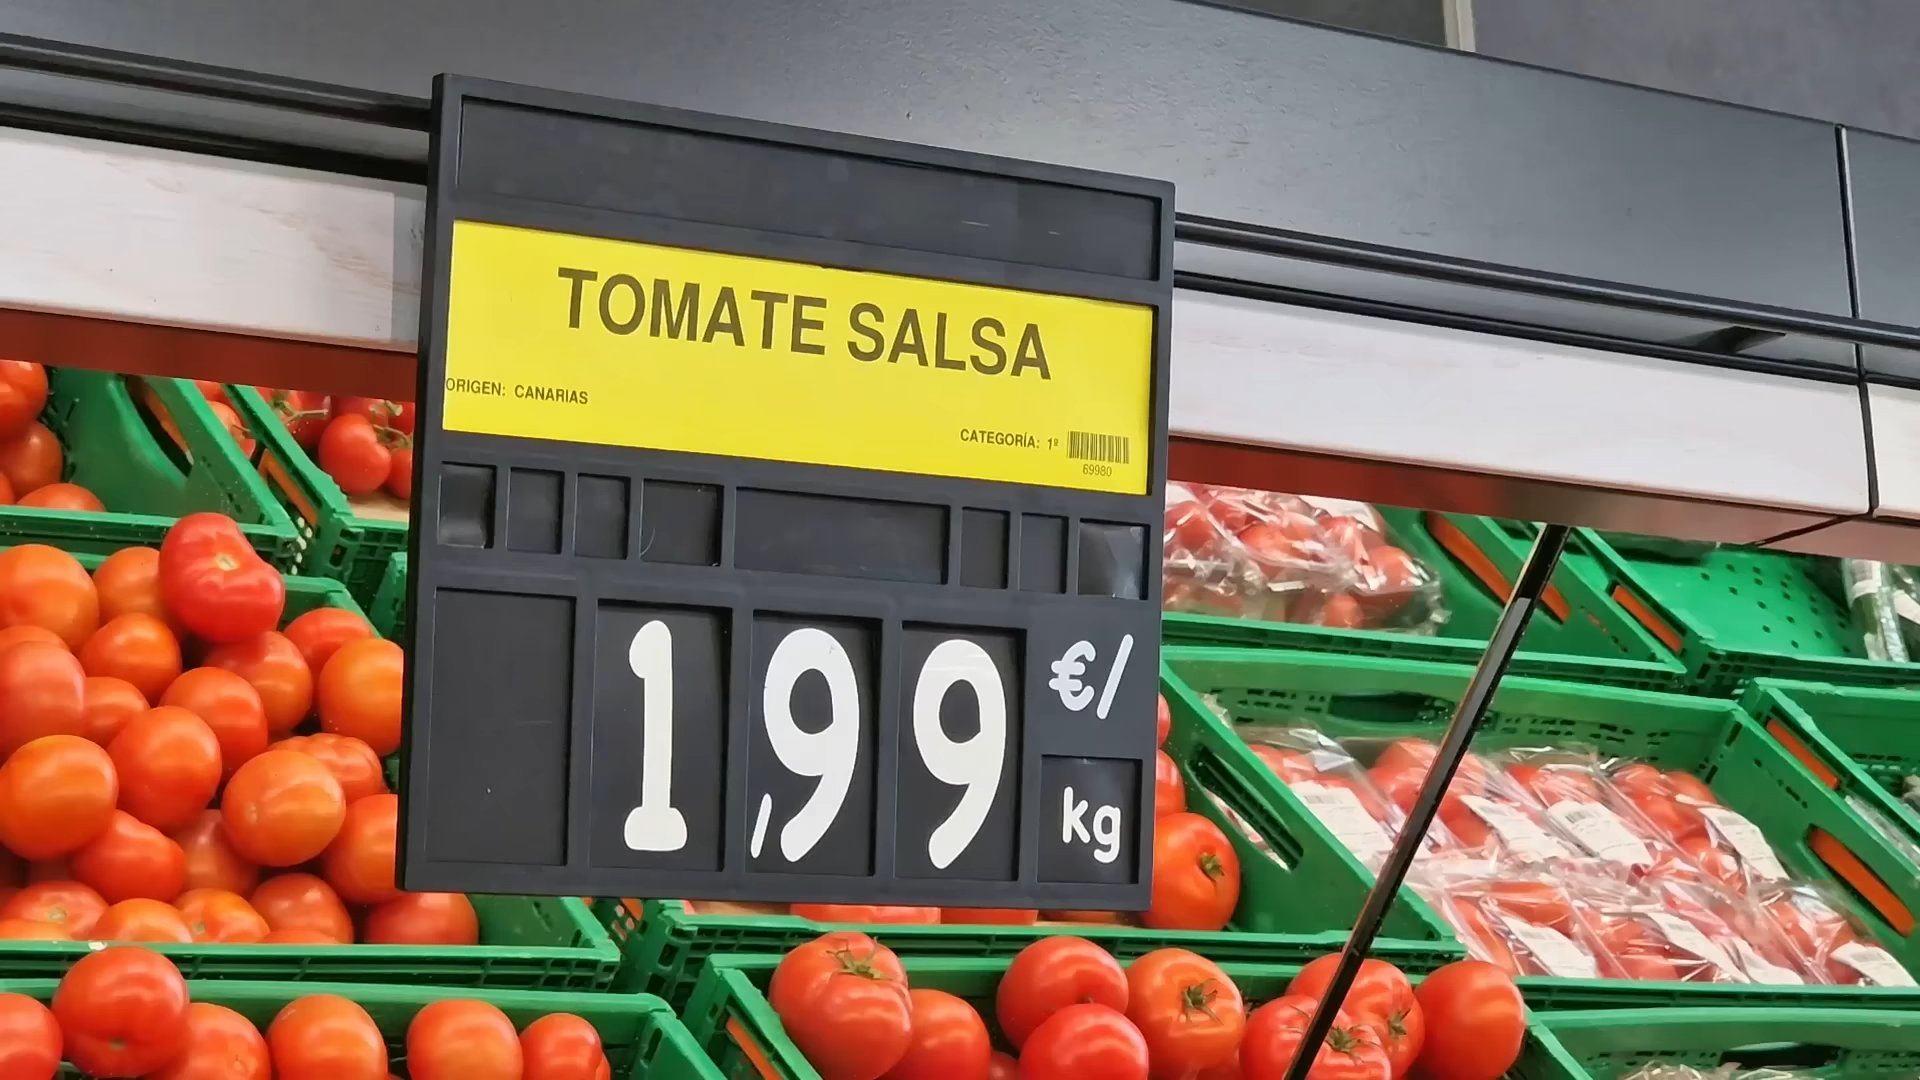 TOMATE SALSA
ORIGEN: CANARIAS
CATEGORÍA: 1ª
69980
1,99 €/
kg